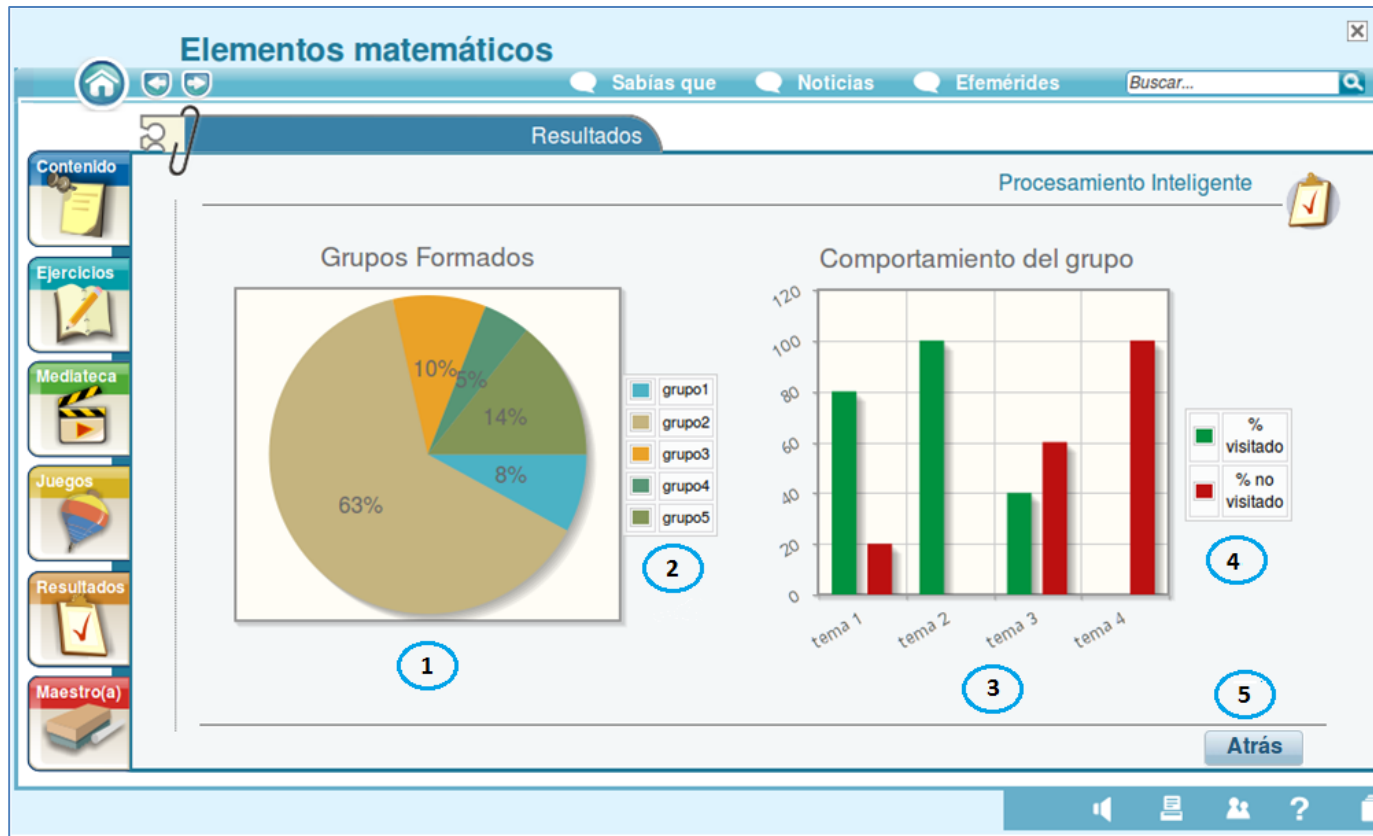 Elementos matemáticos
Sabías que
Noticias
Efemérides
Buscar...
Resultados
Contenido
Ejercicios
Mediateca
Juegos
Resultados
Maestro(a)
Procesamiento Inteligente
Grupos Formados
10%
5%
14%
8%
63%
grupo1
grupo2
grupo3
grupo4
grupo5
2
1
Comportamiento del grupo
120
100
80
60
40
20
0
tema 1
tema 2
tema 3
tema 4
%
visitado
% no
visitado
4
3
5
Atrás
?